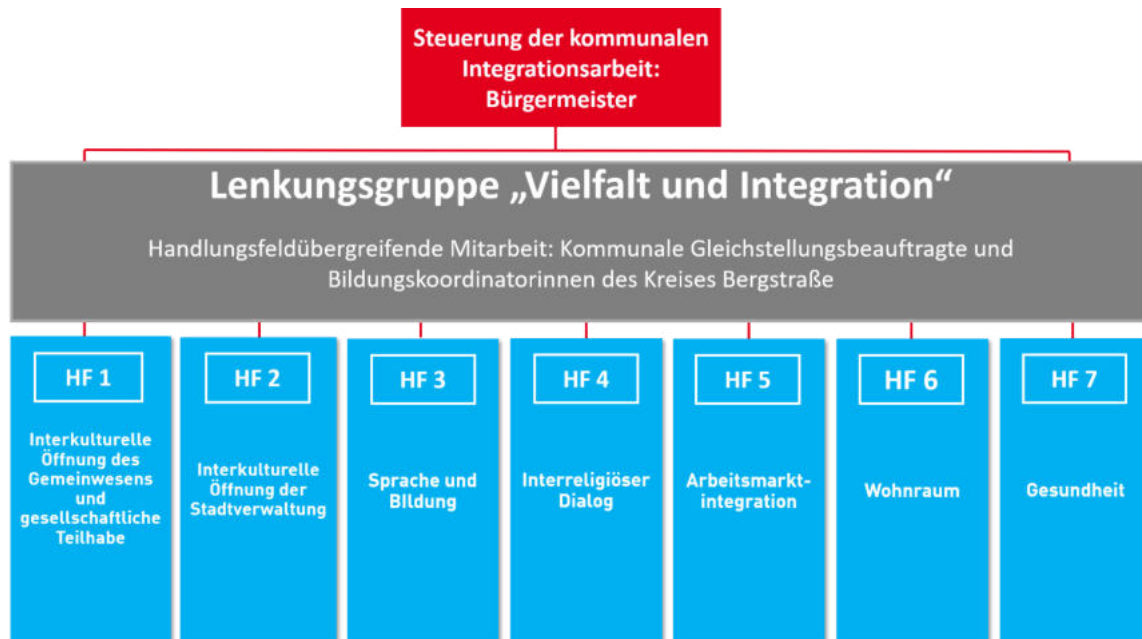 Steuerung der kommunalen
Integrationsarbeit:
Bürgermeister
Lenkungsgruppe „Vielfalt und Integration“
Handlungsfeldübergreifende Mitarbeit: Kommunale Gleichstellungsbeauftragte und
Bildungskoordinatorinnen des Kreises Bergstraße
HF 1
Interkulturelle
Öffnung des
Gemeinwesens
und
gesellschaftliche
Teilhabe
HF 2
Interkulturelle
Öffnung der
Stadtverwaltung
HF 3
Sprache und
BIldung
HF 4
Interreligiöser
Dialog
HF 5
Arbeitsmarkt-
integration
HF 6
Wohnraum
HF 7
Gesundheit